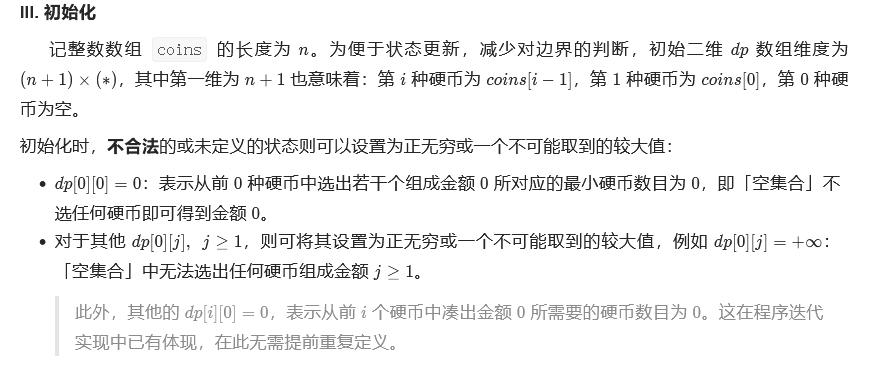 III. 初始化
记整数数组 coins 的长度为 n。为便于状态更新，减少对边界的判断，初始二维 dp 数组维度为
(n + 1) × (*)，其中第一维为 n + 1 也意味着：第 i 种硬币为 coins[i − 1]，第 1 种硬币为 coins[0]，第 0 种硬
币为空。
初始化时，不合法的或未定义的状态则可以设置为正无穷或一个不可能取到的较大值：
• dp[0][0] = 0：表示从前 0 种硬币中选出若干个组成金额 0 所对应的最小硬币数目为 0，即「空集合」不
选任何硬币即可得到金额 0。
• 对于其他 dp[0][j]，j ≥ 1，则可将其设置为正无穷或一个不可能取到的较大值，例如 dp[0][j] = +∞：
「空集合」中无法选出任何硬币组成金额 j ≥ 1。
此外，其他的 dp[i][0] = 0，表示从前 i 个硬币中凑出金额 0 所需要的硬币数目为 0。这在程序迭代
实现中已有体现，在此无需提前重复定义。